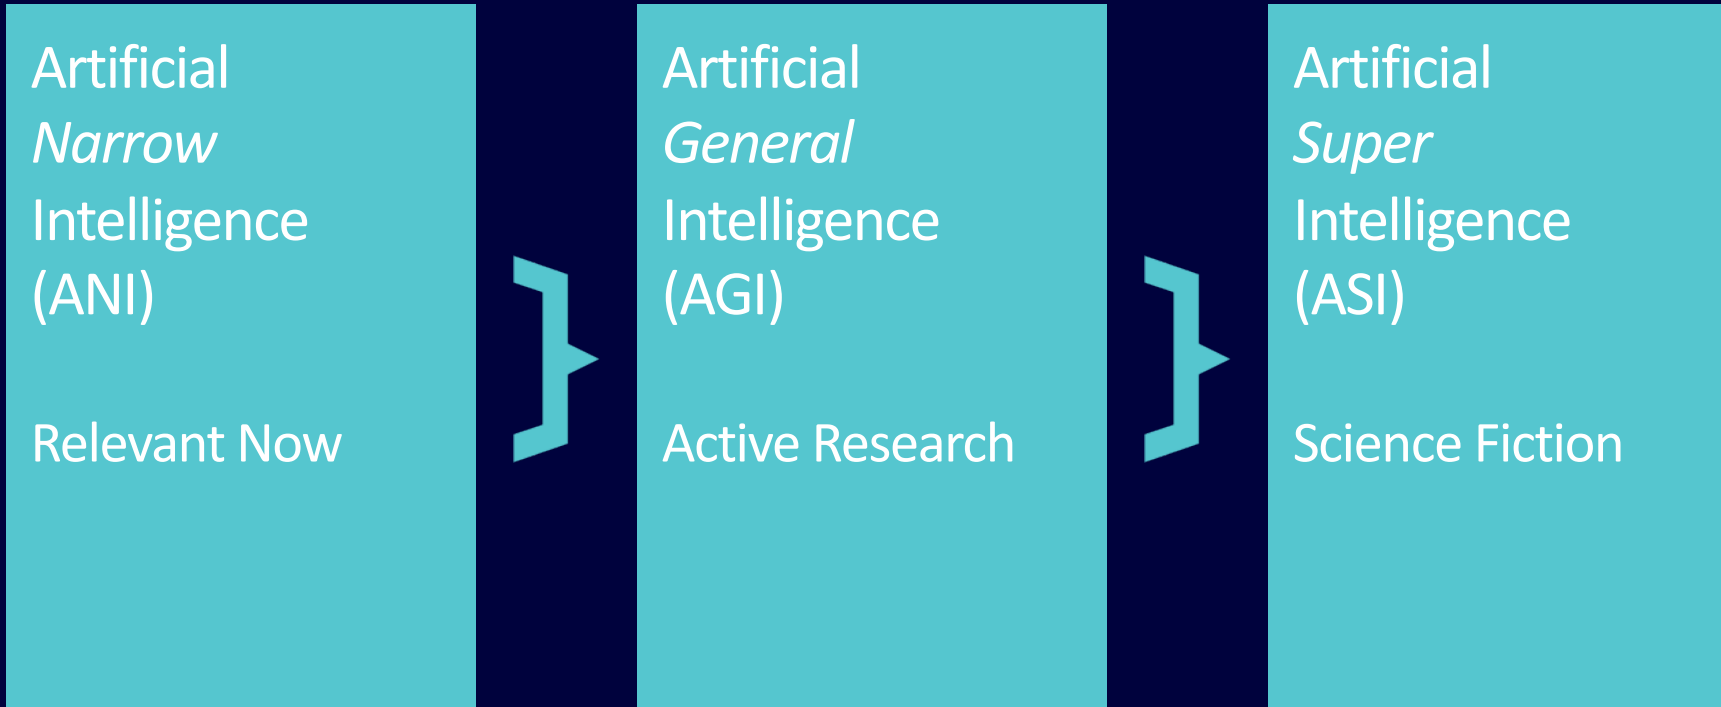 Artificial
Narrow
Intelligence
(ANI)
Relevant Now
Artificial
General
Intelligence
(AGI)
Active Research
Artificial
Super
Intelligence
(ASI)
Science Fiction